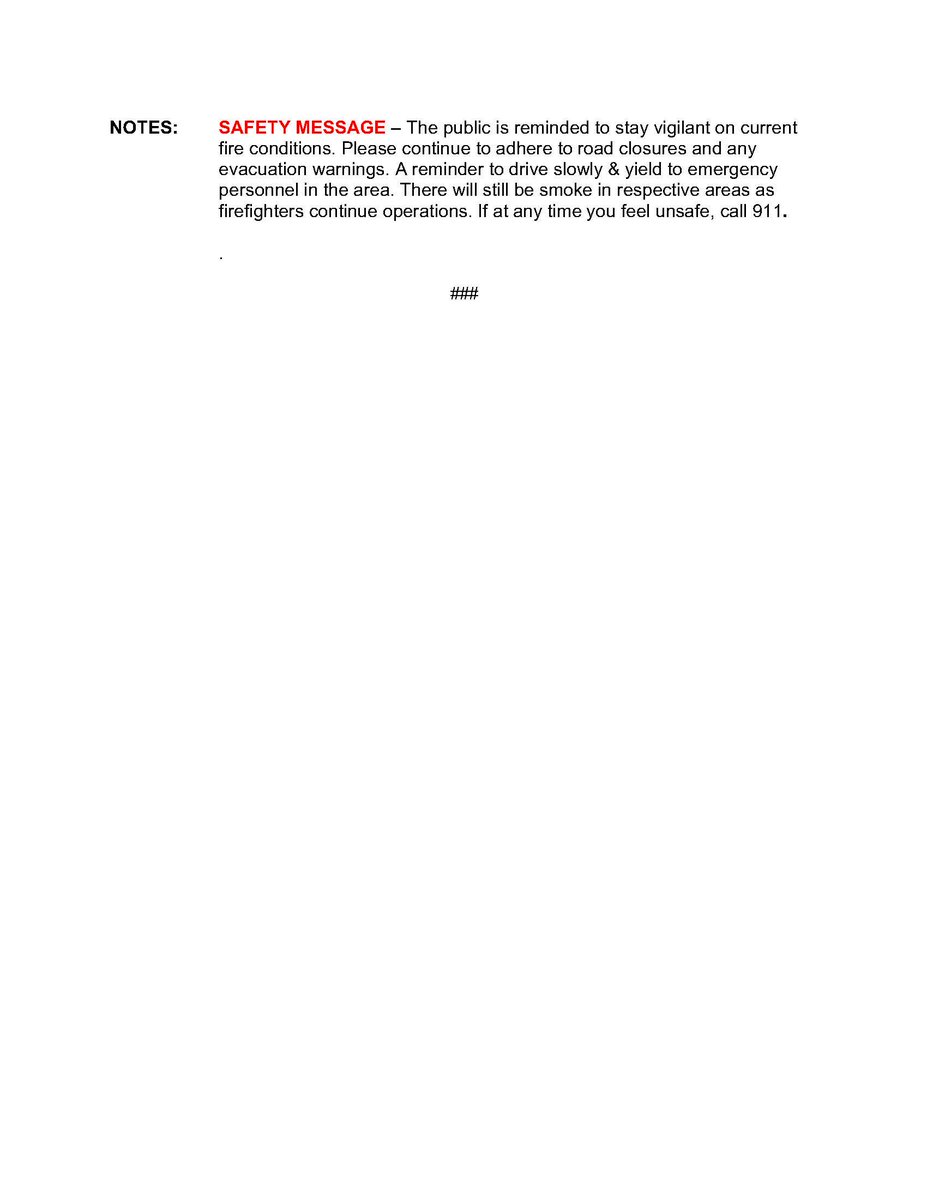 NOTES: SAFETY MESSAGE – The public is reminded to stay vigilant on current
fire conditions. Please continue to adhere to road closures and any
evacuation warnings. A reminder to drive slowly & yield to emergency
personnel in the area. There will still be smoke in respective areas as
firefighters continue operations. If at any time you feel unsafe, call 911.
.
###